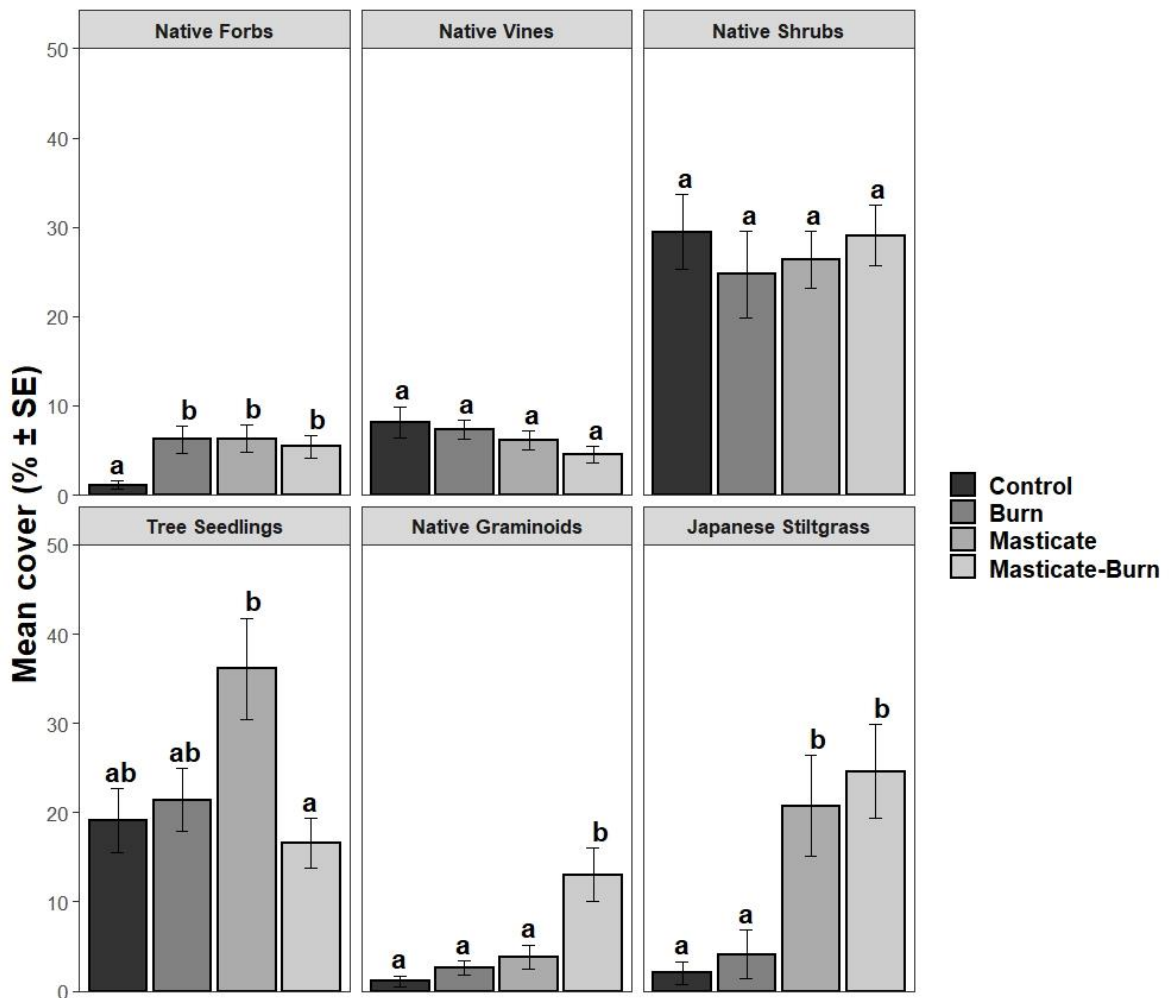 Native Forbs
Native Vines
Native Shrubs
50
40
30
20
10
0
a
b
b
b
a
a
a
a
a
a
a
a
Mean cover (% ± SE)
Tree Seedlings
Native Graminoids
Japanese Stiltgrass
50
40
30
20
10
0
ab
ab
b
a
a
a
a
b
a
a
b
b
Control
Burn
Masticate
Masticate-Burn